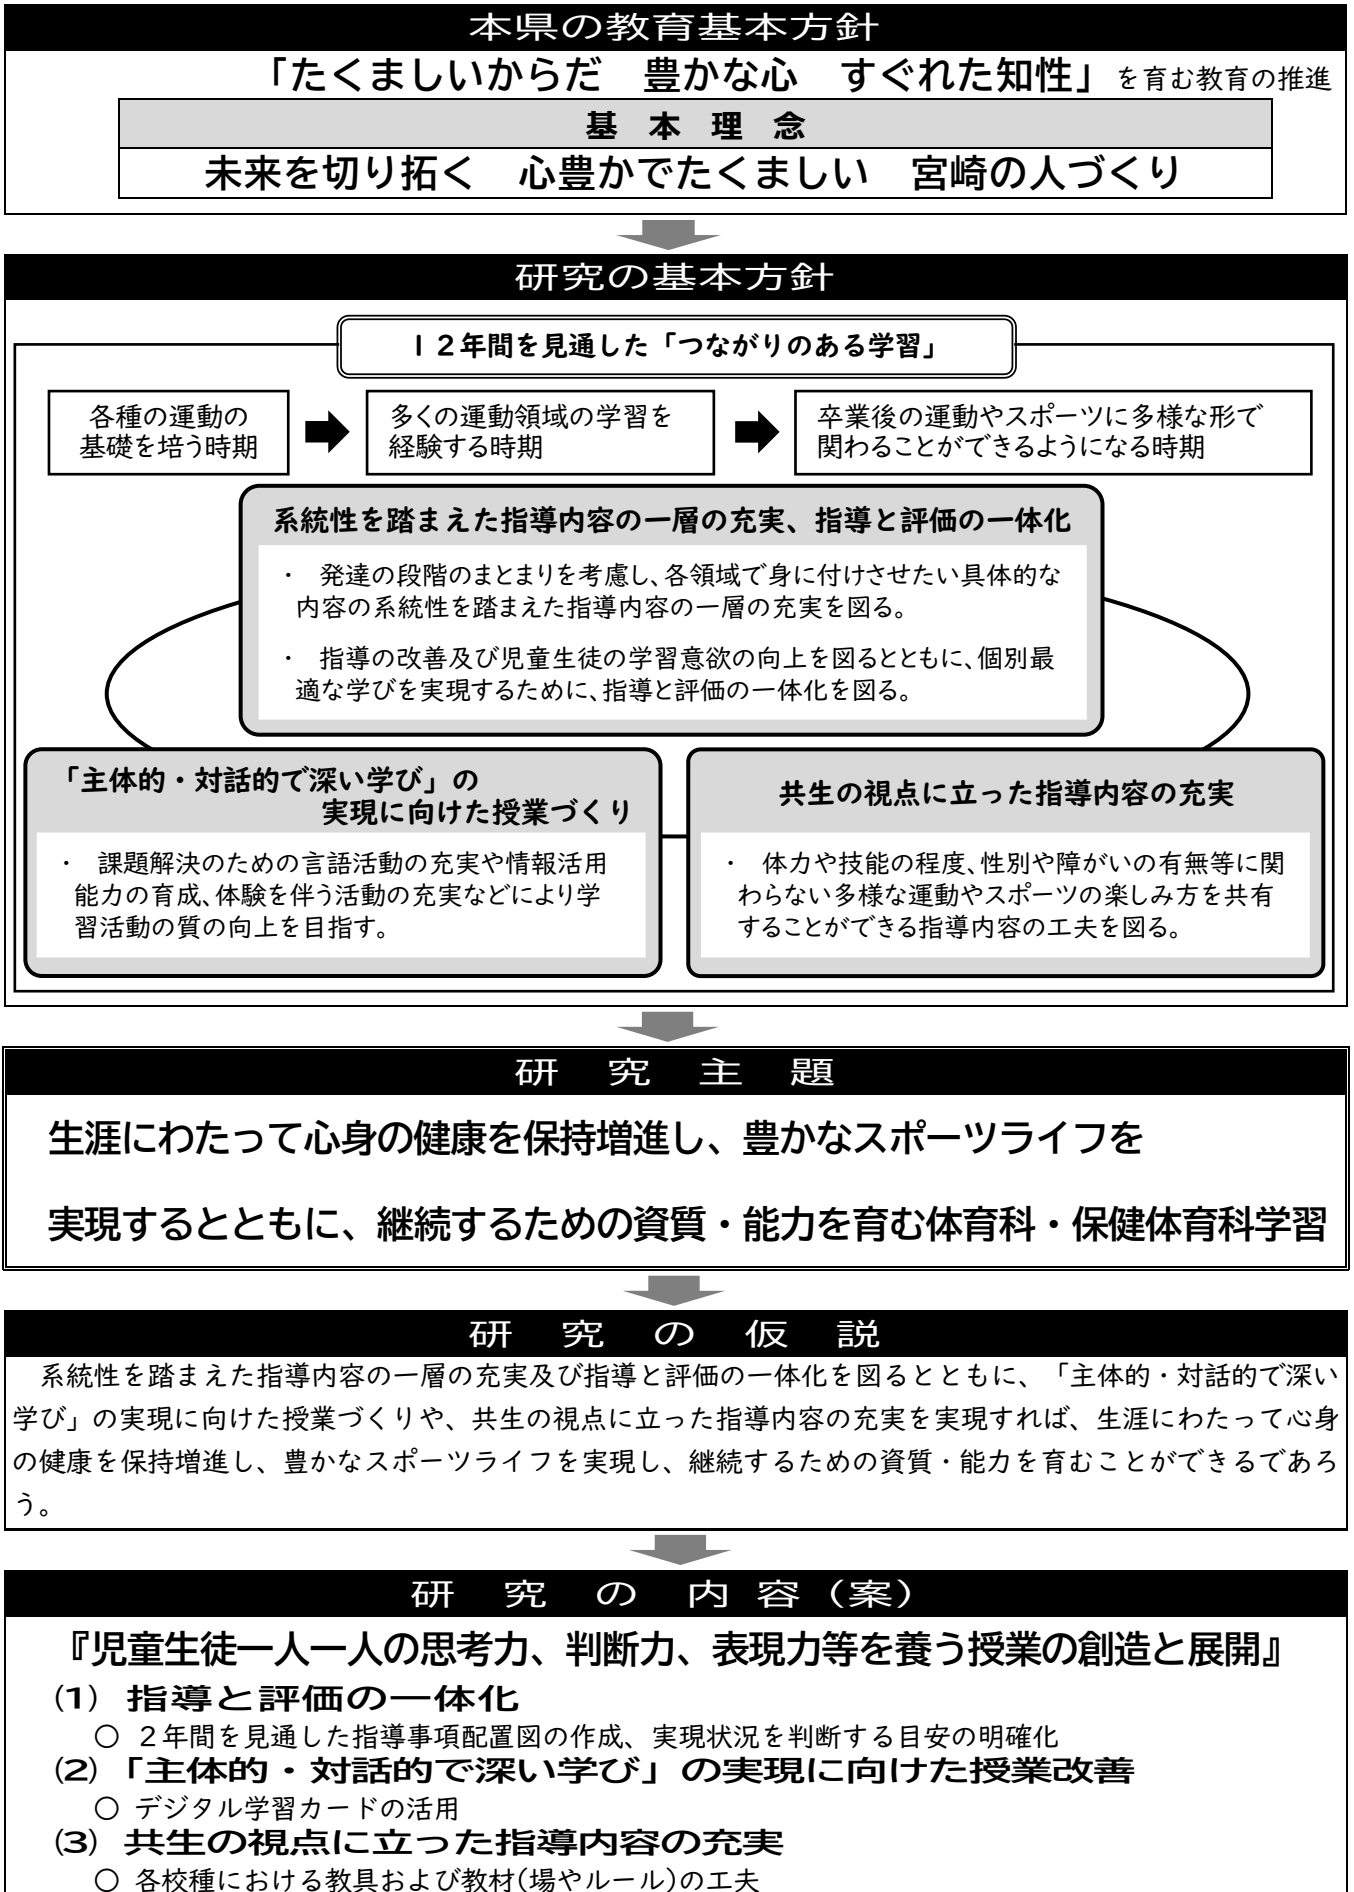 本県の教育基本方針
「たくましいからだ　豊かな心　すぐれた知性」を育む教育の推進
基　本　理　念
未来を切り拓く　心豊かでたくましい　宮崎の人づくり
研究の基本方針
１２年間を見通した「つながりのある学習」
各種の運動の
基礎を培う時期
多くの運動領域の学習を
経験する時期
卒業後の運動やスポーツに多様な形で
関わることができるようになる時期
系統性を踏まえた指導内容の一層の充実、指導と評価の一体化
・　発達の段階のまとまりを考慮し、各領域で身に付けさせたい具体的な
内容の系統性を踏まえた指導内容の一層の充実を図る。
・　指導の改善及び児童生徒の学習意欲の向上を図るとともに、個別最
適な学びを実現するために、指導と評価の一体化を図る。
「主体的・対話的で深い学び」の
実現に向けた授業づくり
・　課題解決のための言語活動の充実や情報活用
能力の育成、体験を伴う活動の充実などにより学
習活動の質の向上を目指す。
共生の視点に立った指導内容の充実
・　体力や技能の程度、性別や障がいの有無等に関
わらない多様な運動やスポーツの楽しみ方を共有
することができる指導内容の工夫を図る。
研　究　主　題
生涯にわたって心身の健康を保持増進し、豊かなスポーツライフを
実現するとともに、継続するための資質・能力を育む体育科・保健体育科学習
研　究　の　仮　説
系統性を踏まえた指導内容の一層の充実及び指導と評価の一体化を図るとともに、「主体的・対話的で深い
学び」の実現に向けた授業づくりや、共生の視点に立った指導内容の充実を実現すれば、生涯にわたって心身
の健康を保持増進し、豊かなスポーツライフを実現し、継続するための資質・能力を育むことができるであろ
う。
研　究　の　内　容（案）
『児童生徒一人一人の思考力、判断力、表現力等を養う授業の創造と展開』
(1) 指導と評価の一体化
○ ２年間を見通した指導事項配置図の作成、実現状況を判断する目安の明確化
(2)「主体的・対話的で深い学び」の実現に向けた授業改善
○ デジタル学習カードの活用
(3) 共生の視点に立った指導内容の充実
○ 各校種における教具および教材(場やルール)の工夫